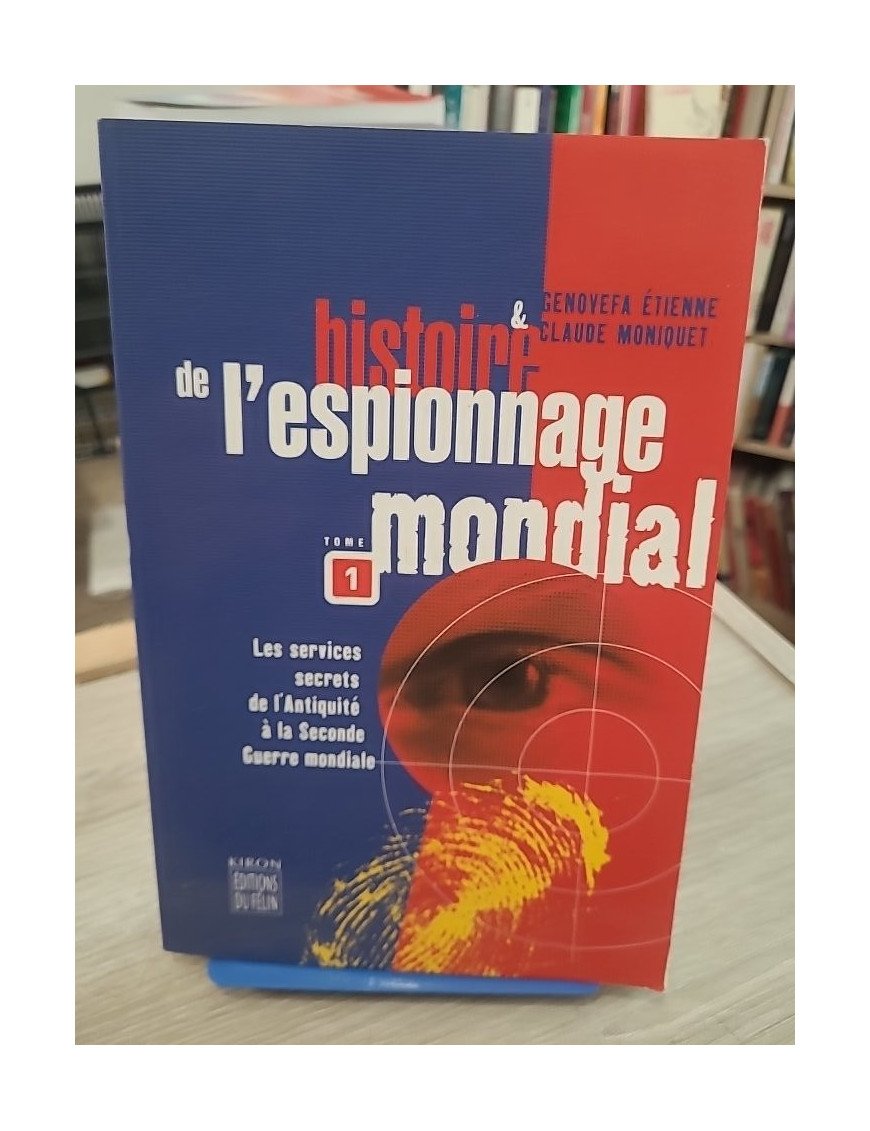 GENOVEFA ÉTIENNE
& CLAUDE MONIQUET
histoire
de l'espionnage
mondial
TOME
1
Les services
secrets
de l'Antiquité
à la Seconde
Guerre mondiale
KIRON
ÉDITIONS
DU FÉLIN